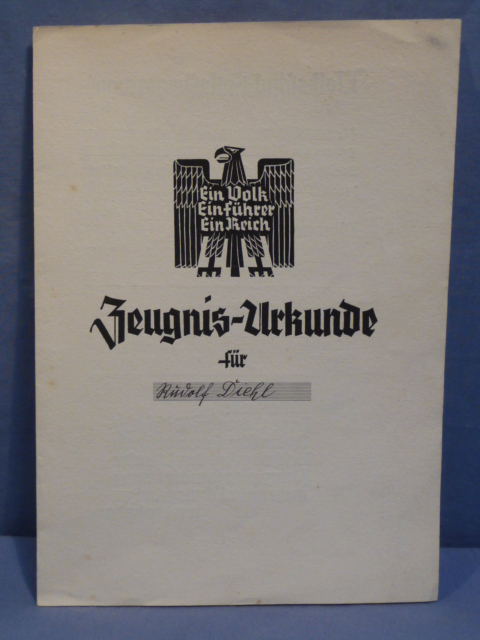 Ein Volk
Ein Führer
Ein Reich
Zeugnis-Urkunde
für
Rudolf Diehl